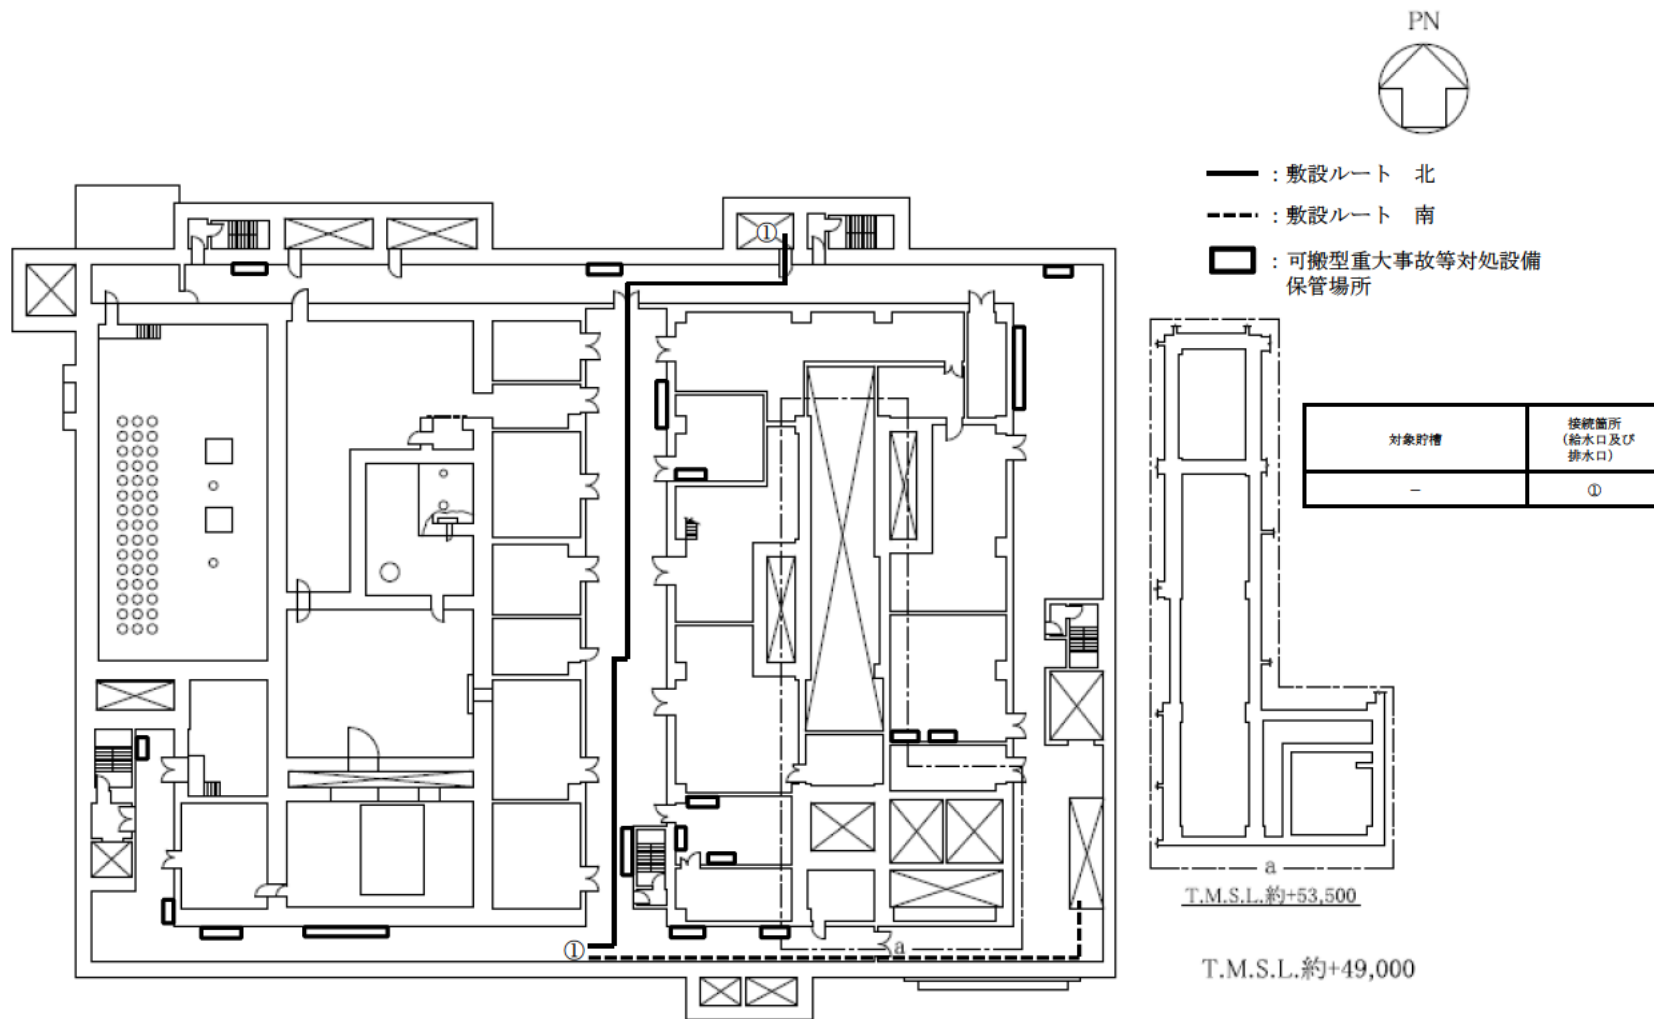 PN
：敷設ルート　北
：敷設ルート　南
：可搬型重大事故等対処設備
保管場所
①
対象貯槽
接続箇所
（給水口及び
排水口）
－
①
①
a
a
T.M.S.L.約+53,500
T.M.S.L.約+49,000